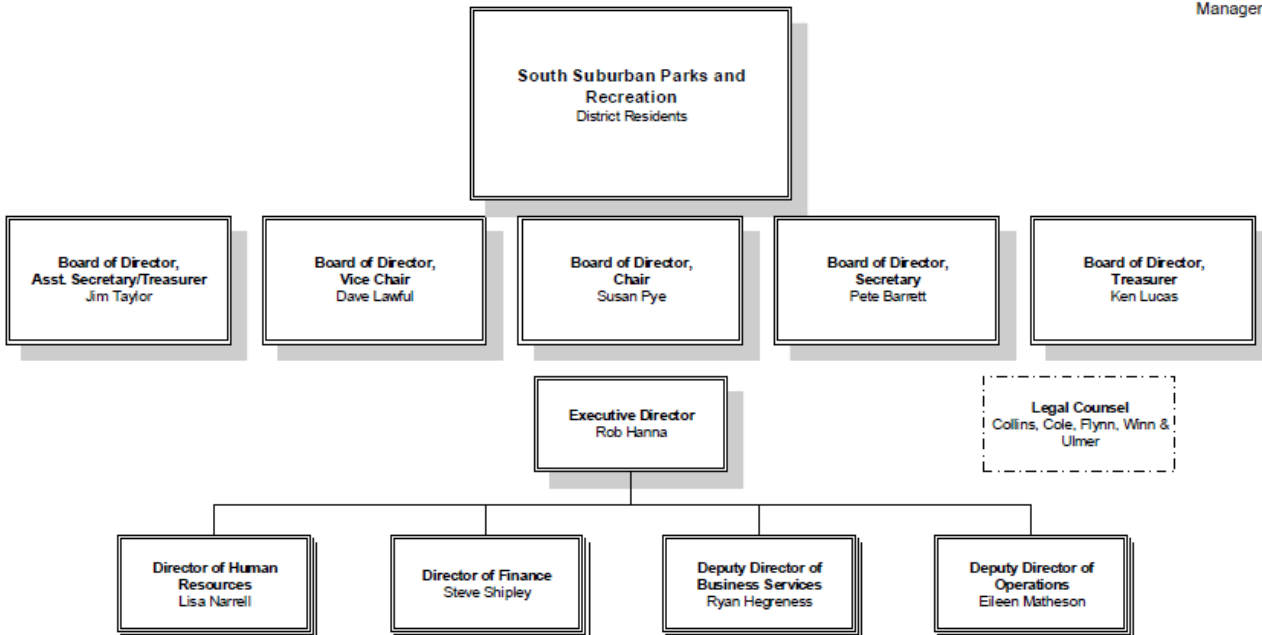 Manager
South Suburban Parks and
Recreation
District Residents
Board of Director,
Asst. Secretary/Treasurer
Jim Taylor
Board of Director,
Vice Chair
Dave Lawful
Board of Director,
Chair
Susan Pye
Board of Director,
Secretary
Pete Barrett
Board of Director,
Treasurer
Ken Lucas
Executive Director
Rob Hanna
Legal Counsel
Collins, Cole, Flynn, Winn &
Ulmer
Director of Human
Resources
Lisa Narrell
Director of Finance
Steve Shipley
Deputy Director of
Business Services
Ryan Hegreness
Deputy Director of
Operations
Eileen Matheson